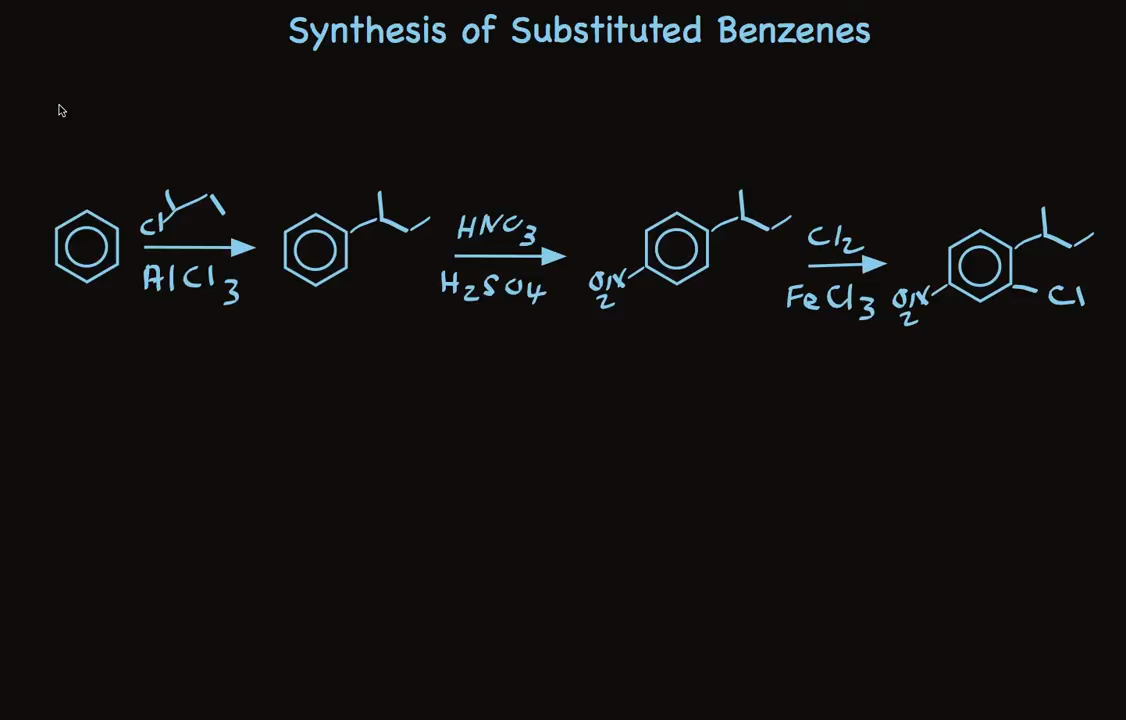 Synthesis of Substituted Benzenes
Cl
AlCl3
HNO3
H2SO4
O2N
Cl2
FeCl3
O2N
Cl